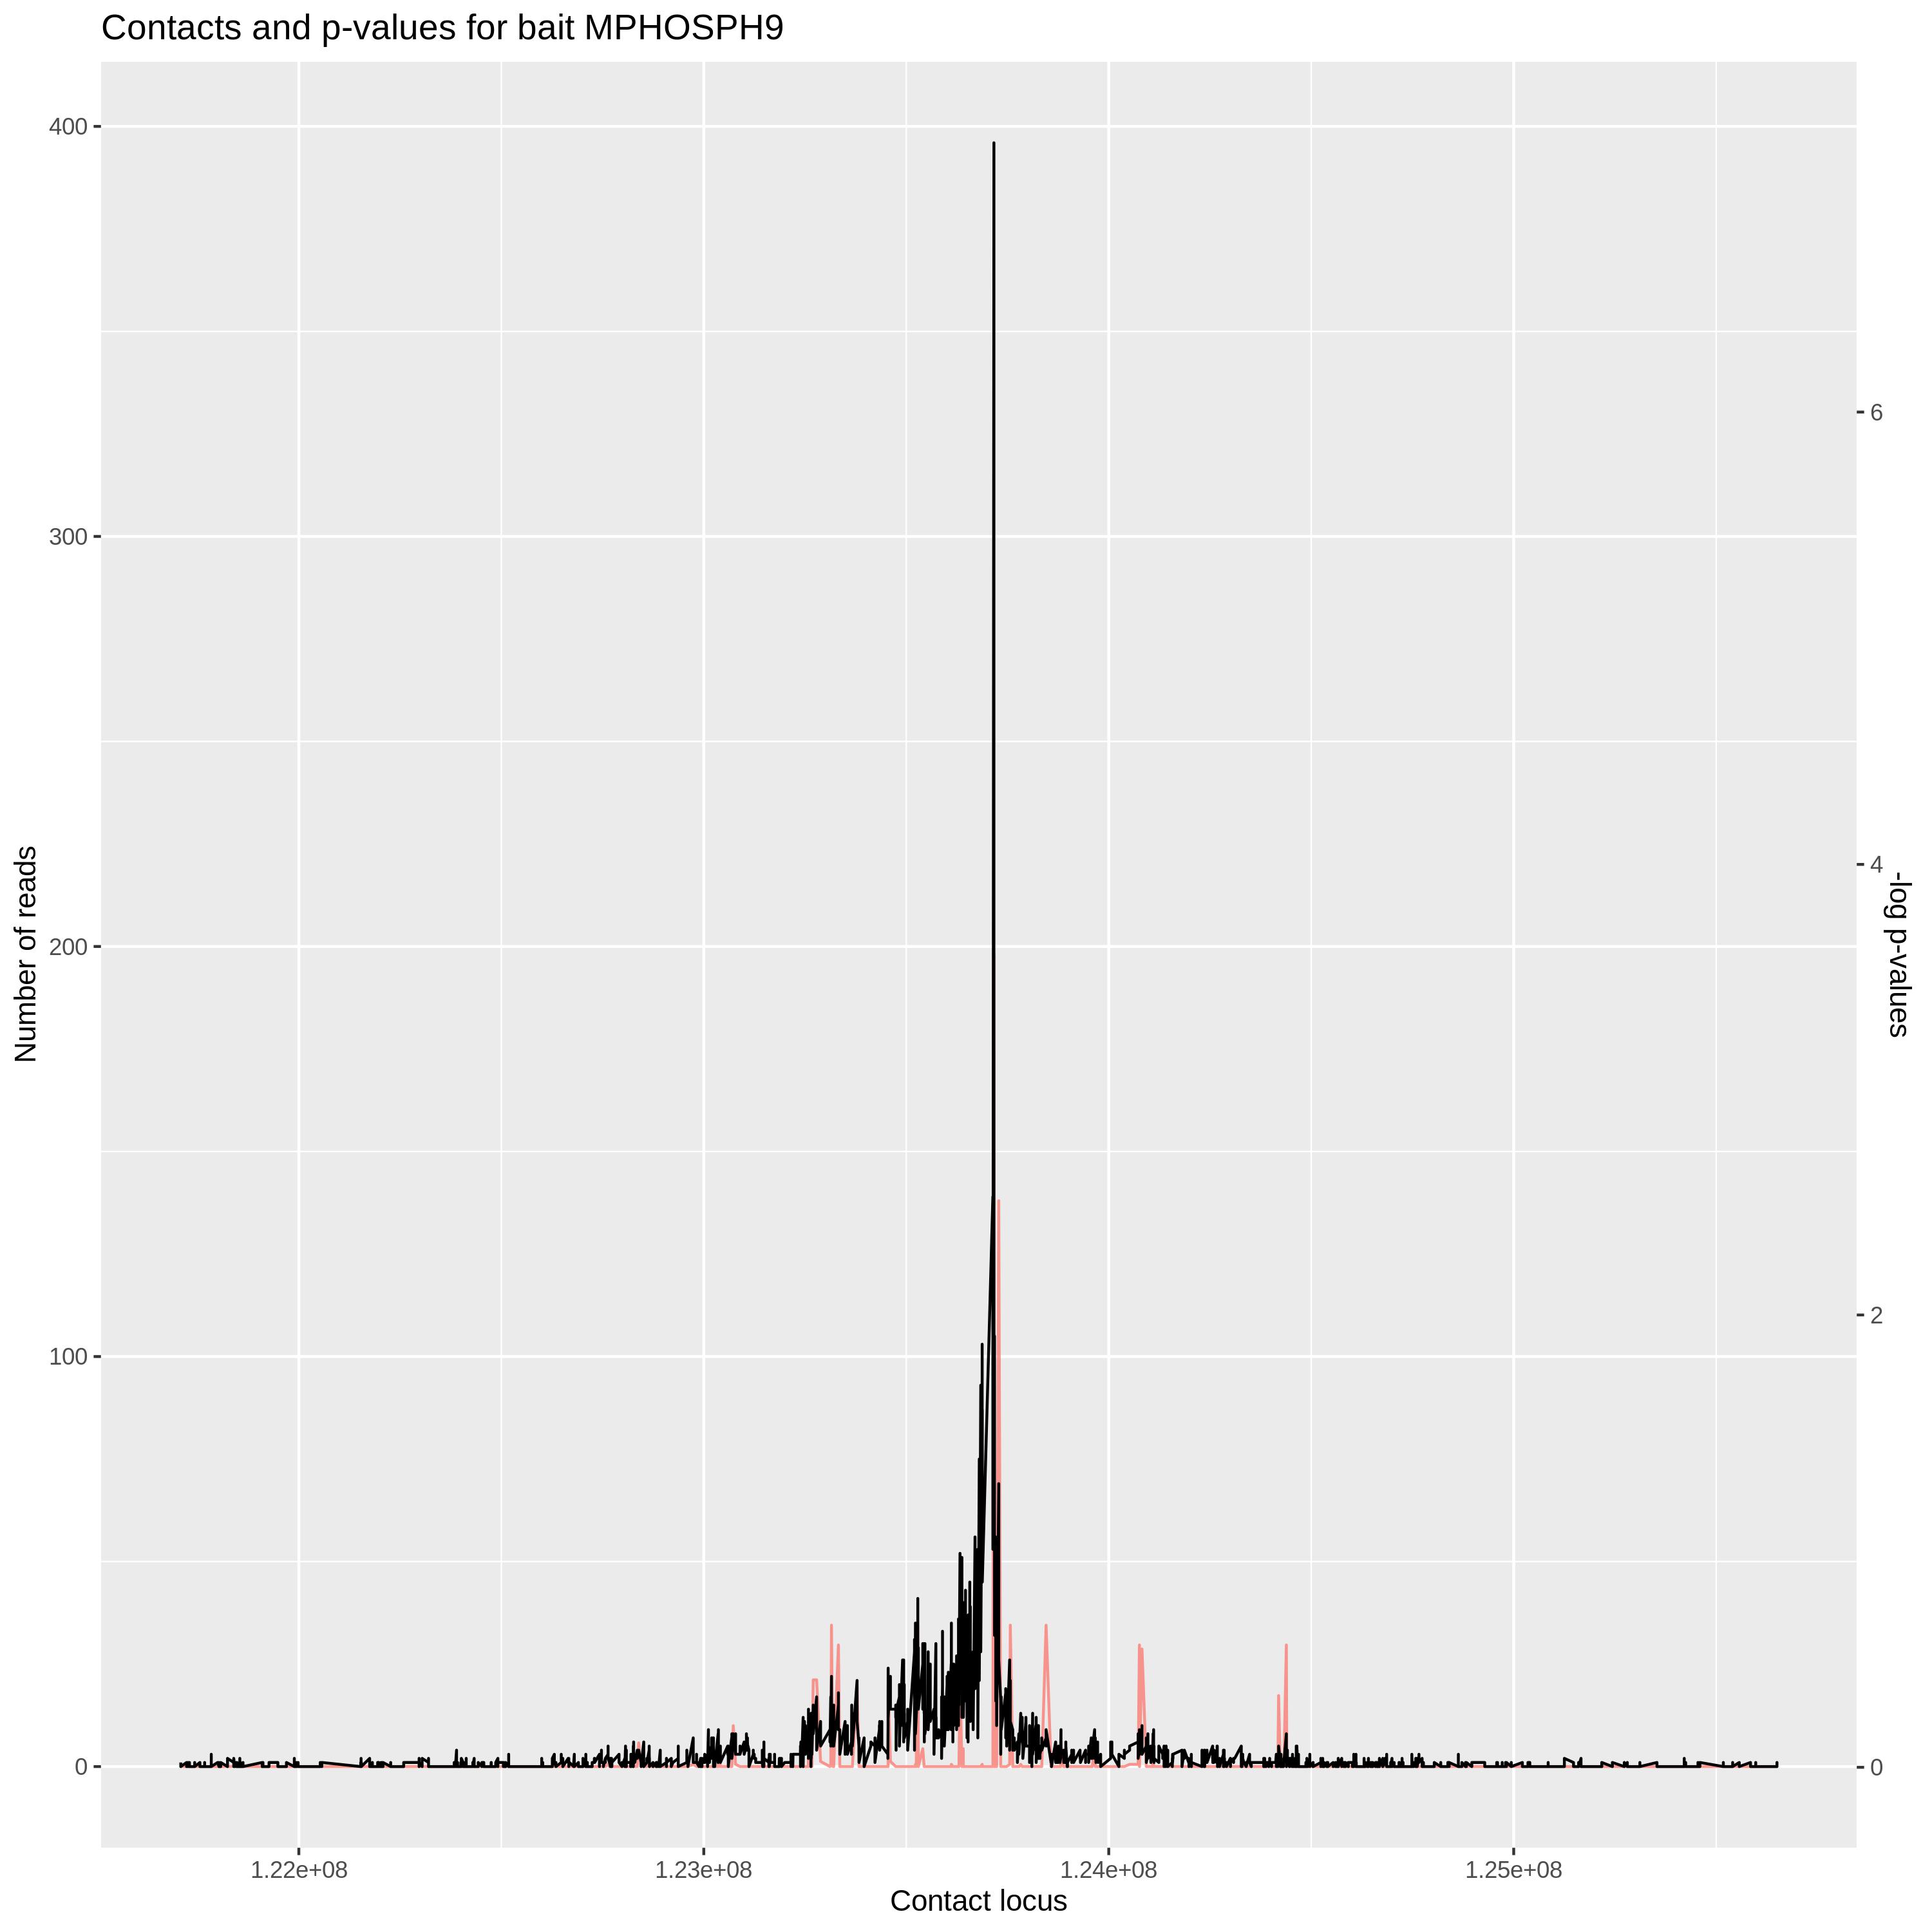 Contacts and p-values for bait MPHOSPH9
400
300
200
100
0
Number of reads
6
4
2
0
-log p-values
1.22e+08
1.23e+08
1.24e+08
1.25e+08
Contact locus